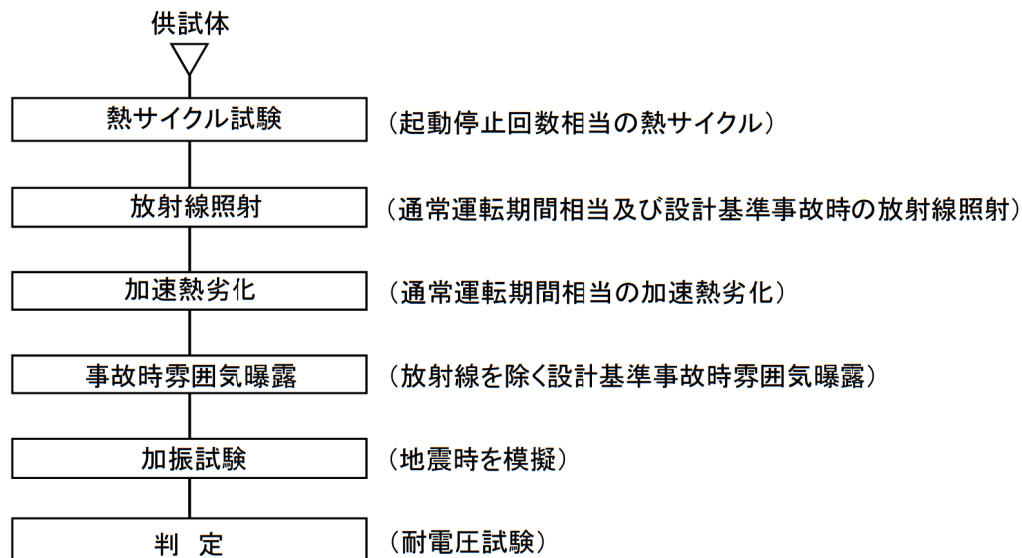 供試体
熱サイクル試験 (起動停止回数相当の熱サイクル)
放射線照射 (通常運転期間相当及び設計基準事故時の放射線照射)
加速熱劣化 (通常運転期間相当の加速熱劣化)
事故時雰囲気曝露 (放射線を除く設計基準事故時雰囲気曝露)
加振試験 (地震時を模擬)
判 定 (耐電圧試験)